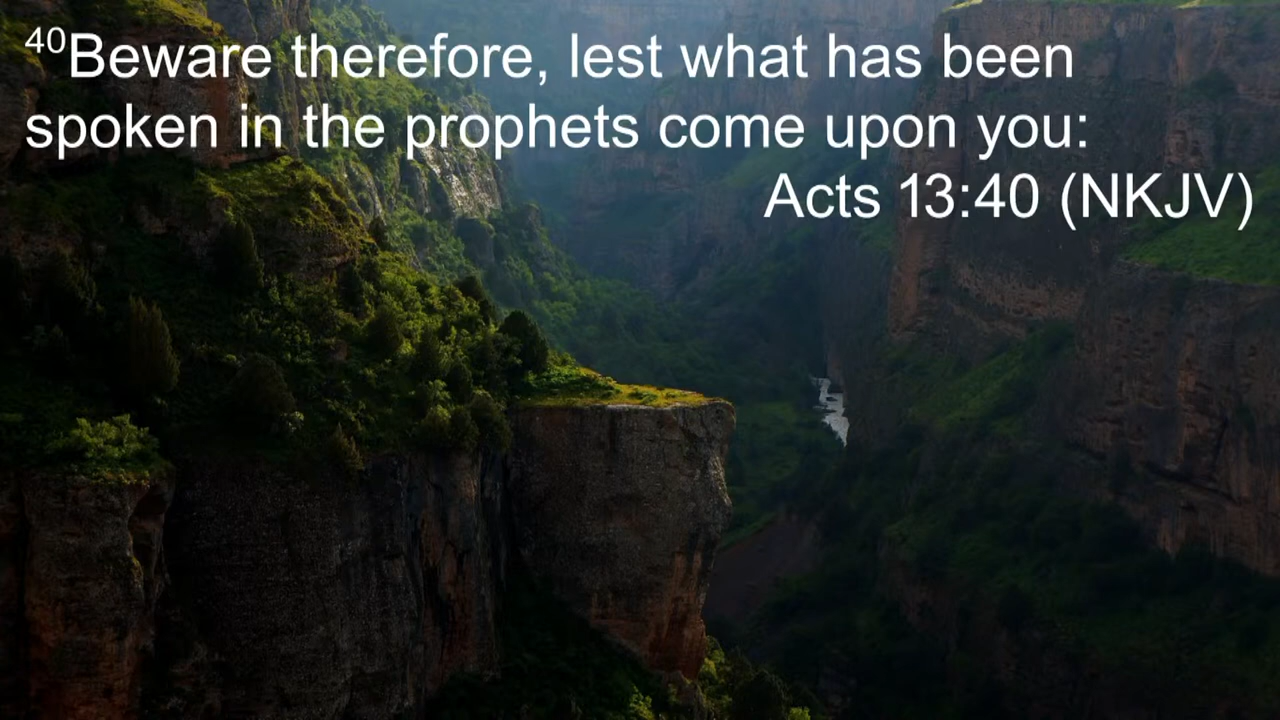 40Beware therefore, lest what has been
spoken in the prophets come upon you:
Acts 13:40 (NKJV)